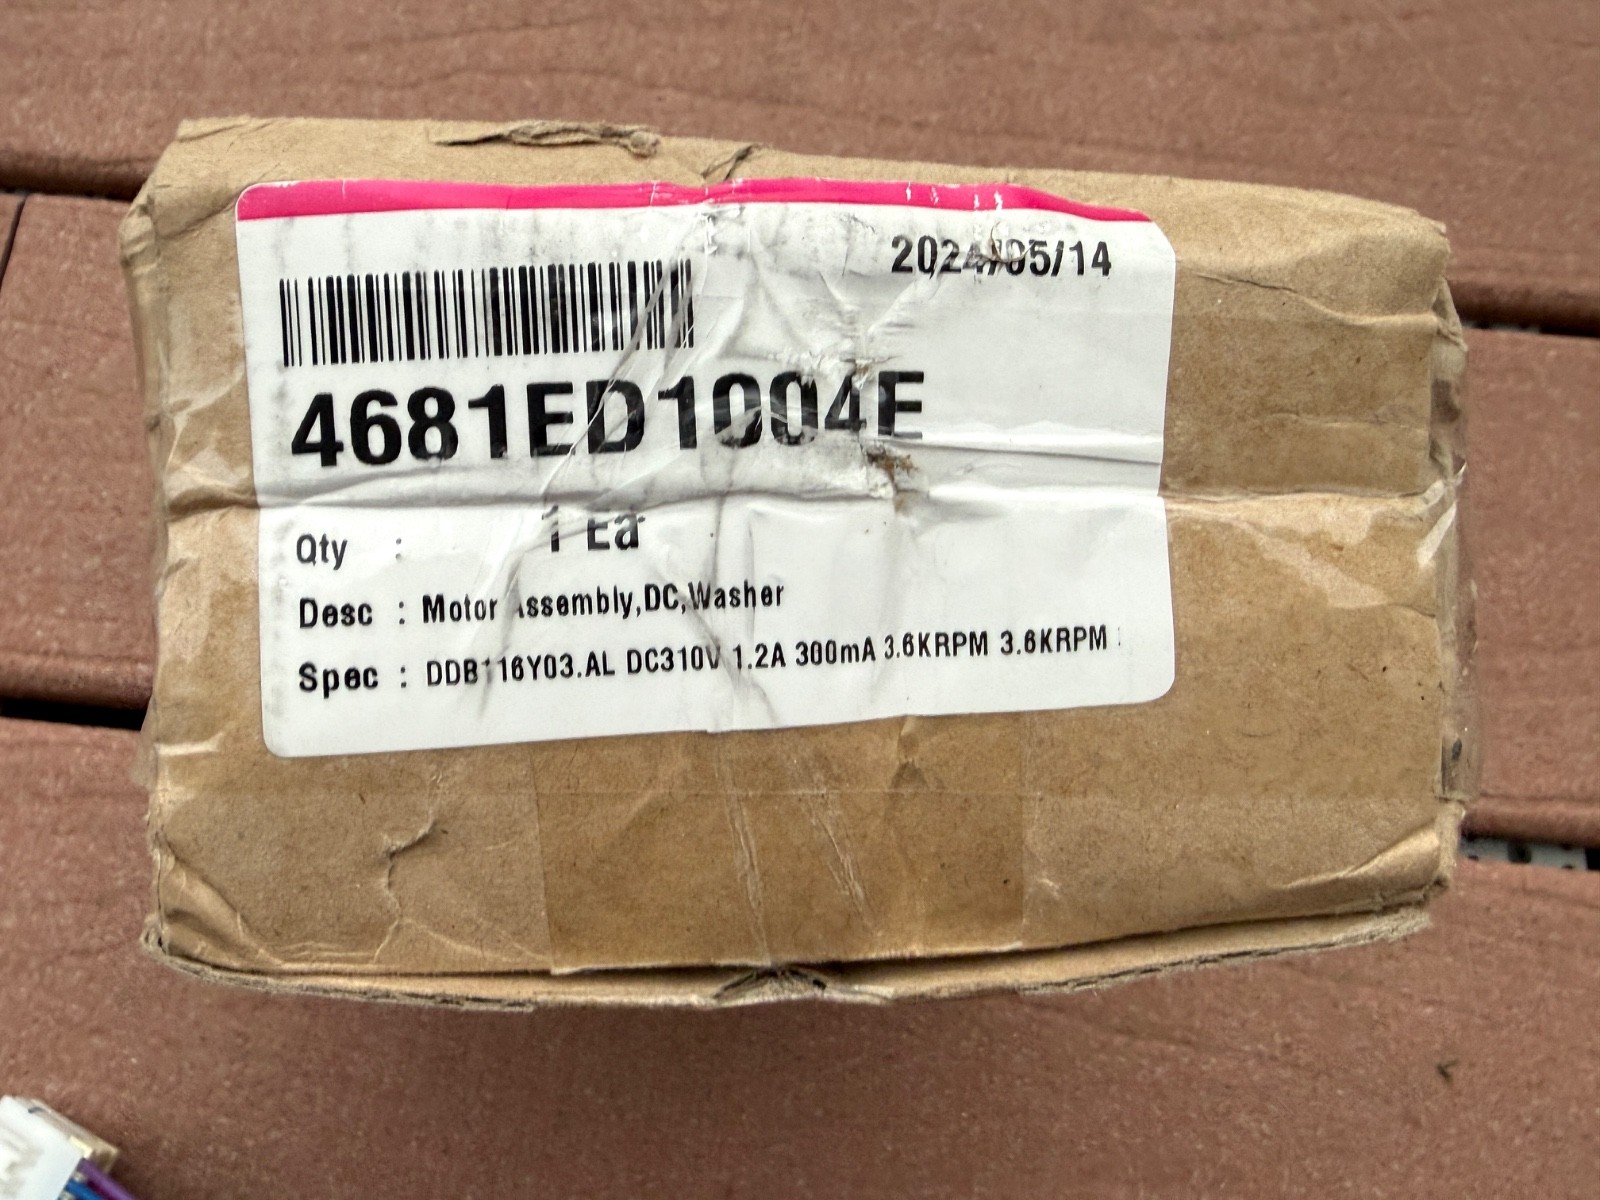 2024/05/14
4681ED1004E
Qty : 1 Ea
Desc : Motor Assembly,DC,Washer
Spec : DDB116Y03.AL DC310V 1.2A 300mA 3.6KRPM 3.6KRPM